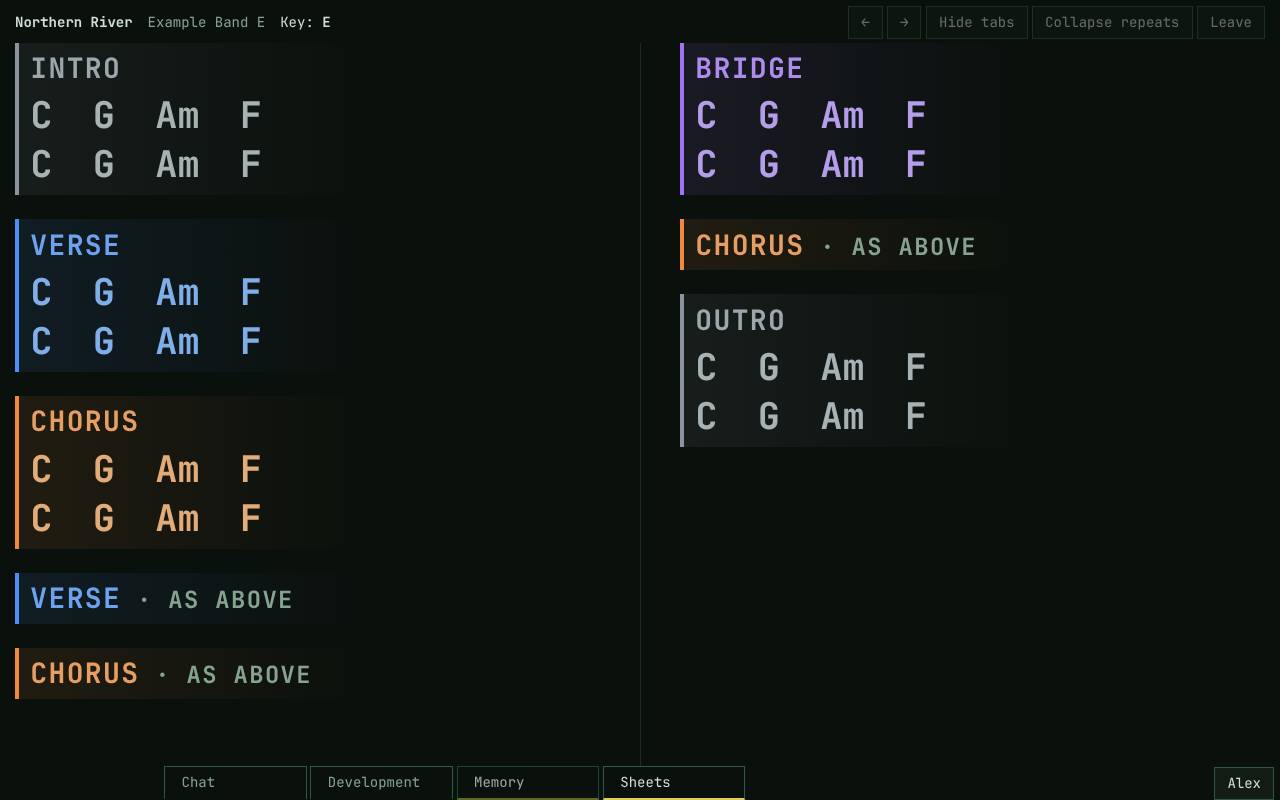 Northern River Example Band E Key: E
← → Hide tabs Collapse repeats Leave
INTRO
C G Am F
C G Am F
VERSE
C G Am F
C G Am F
CHORUS
C G Am F
C G Am F
VERSE · AS ABOVE
CHORUS · AS ABOVE
BRIDGE
C G Am F
C G Am F
CHORUS · AS ABOVE
OUTRO
C G Am F
C G Am F
Chat Development Memory Sheets Alex